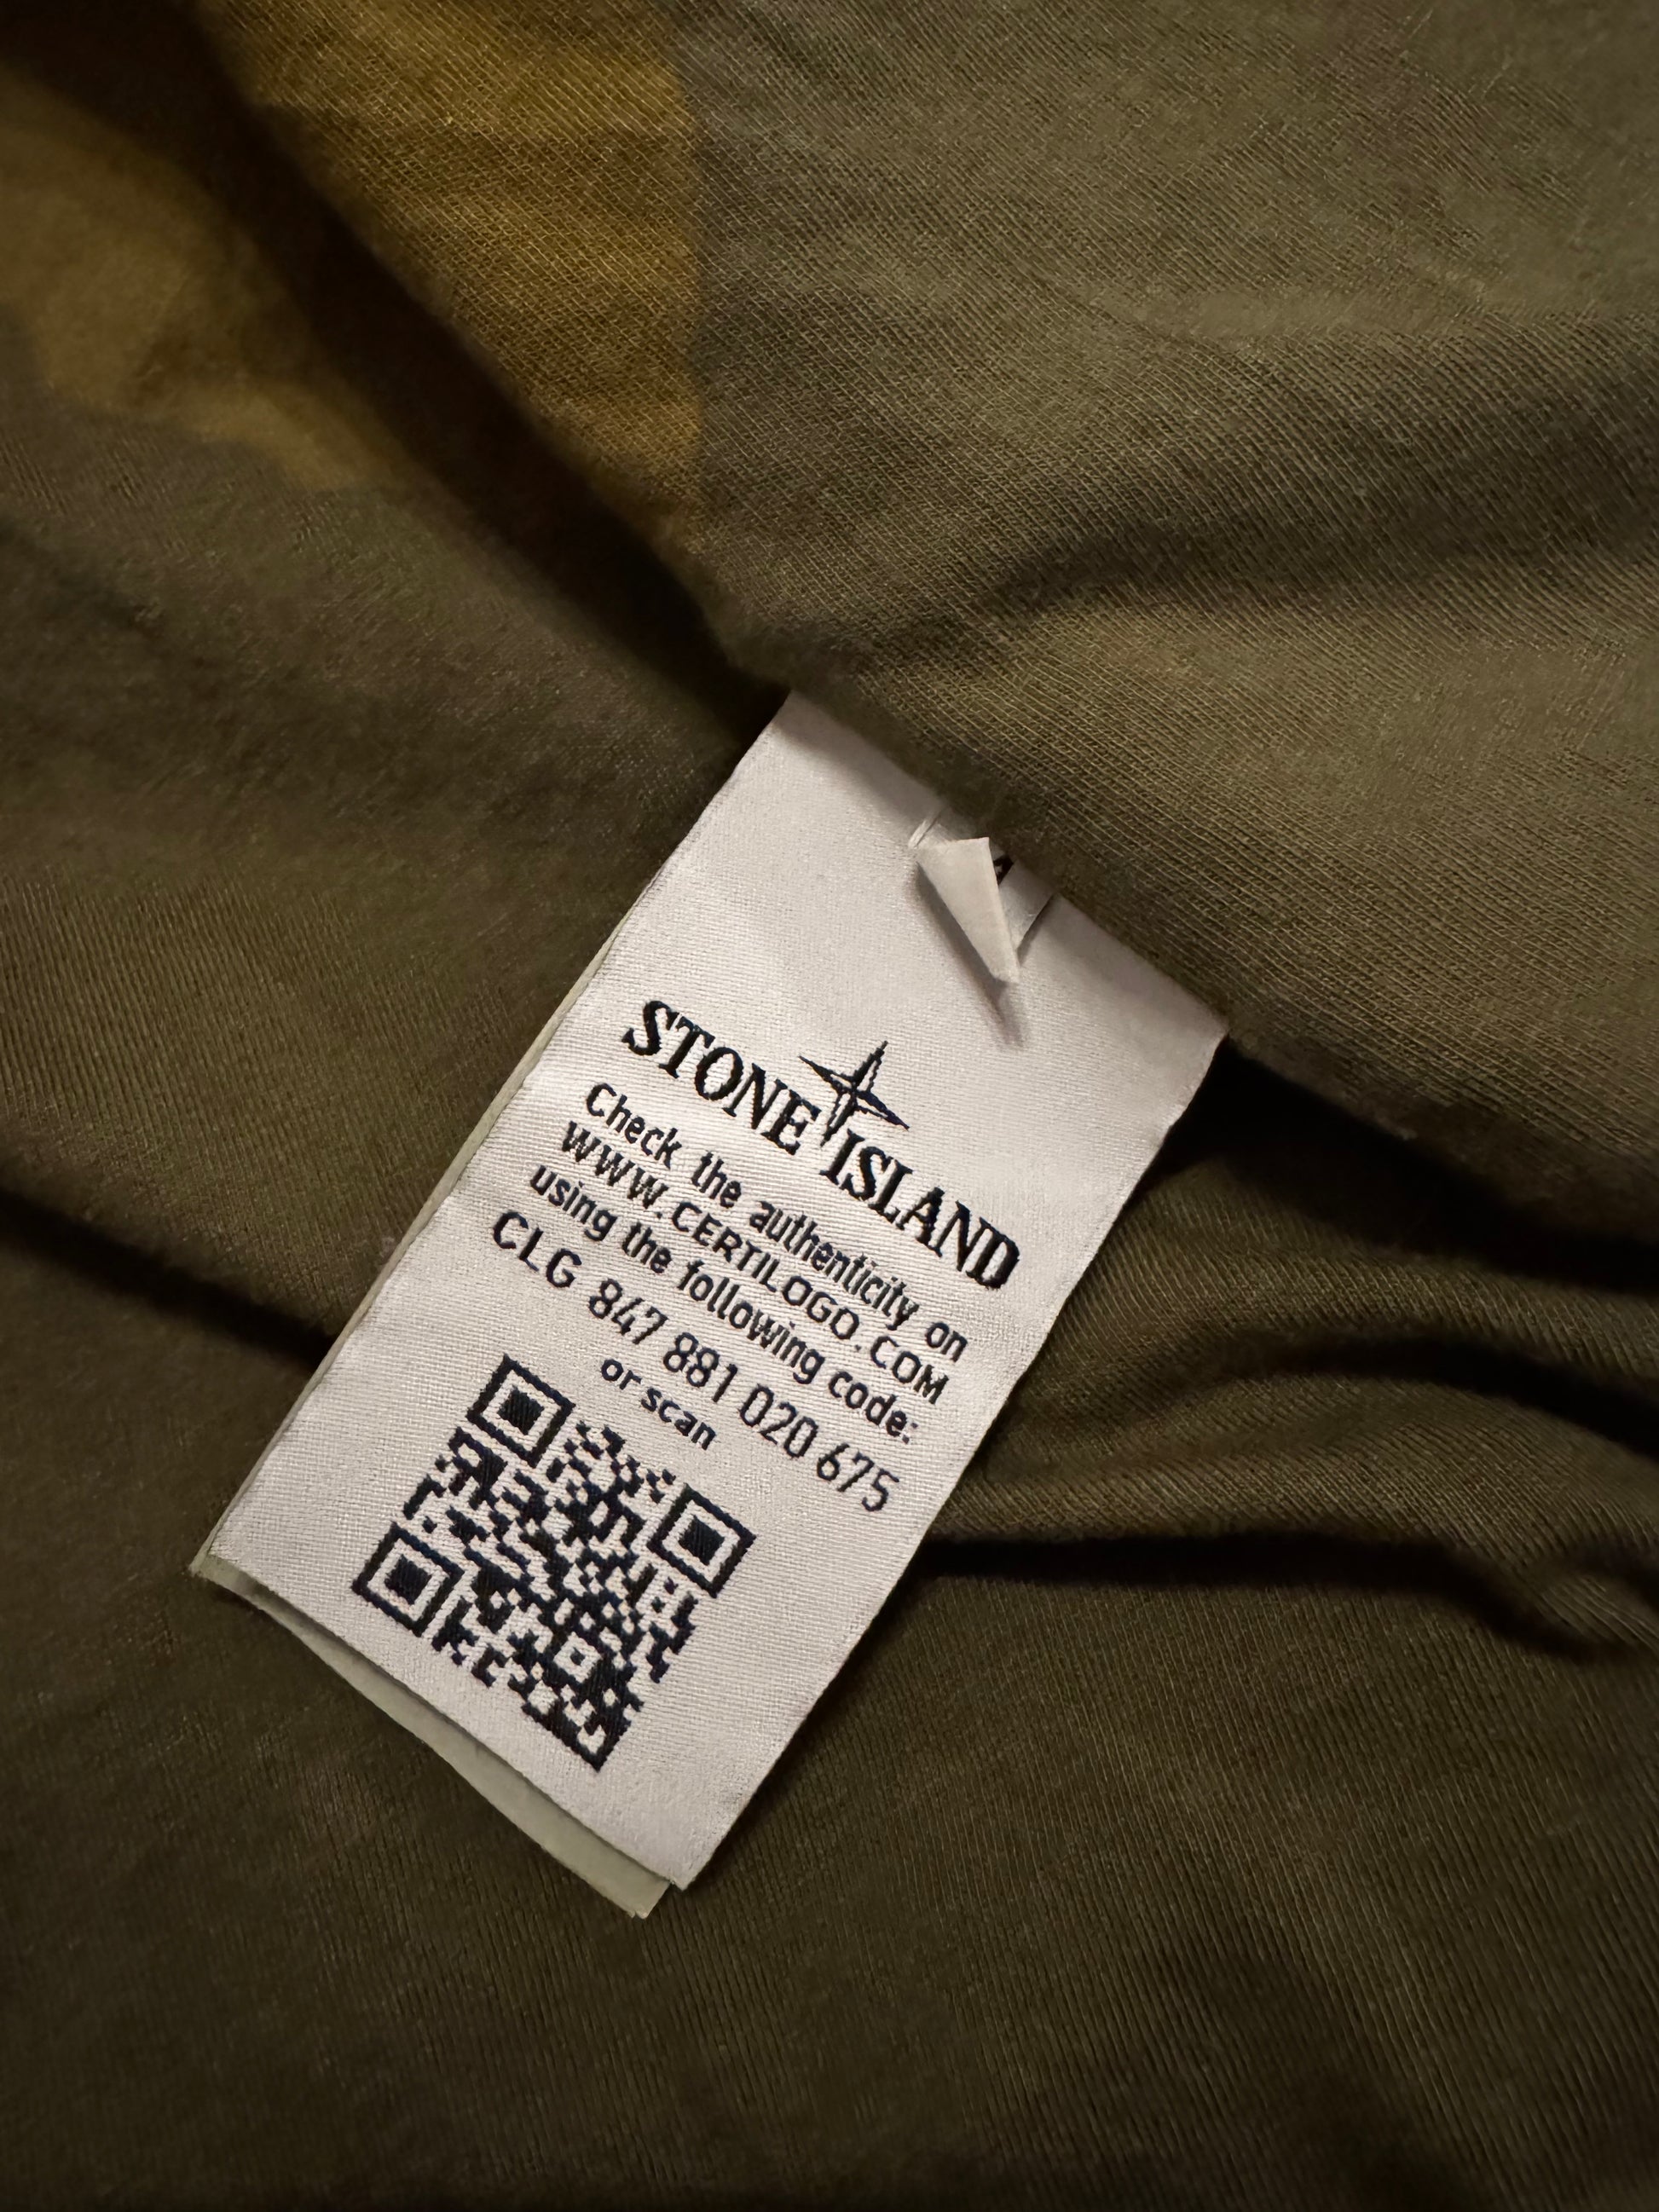 STONE ISLAND
Check the authenticity on
WWW.CERTILOGO.COM
using the following code:
CLG 847 881 020 675
or scan